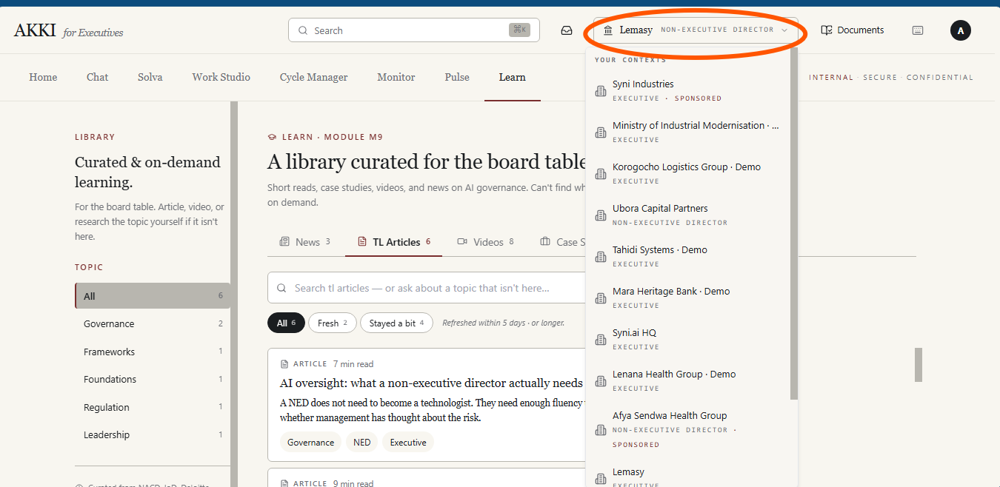 AKKI for Executives
Search
⌘K
Lemasy NON-EXECUTIVE DIRECTOR
Documents
A
Home
Chat
Solva
Work Studio
Cycle Manager
Monitor
Pulse
Learn
INTERNAL · SECURE · CONFIDENTIAL
YOUR CONTEXTS
Syni Industries
EXECUTIVE · SPONSORED
Ministry of Industrial Modernisation · ...
EXECUTIVE
Korogocho Logistics Group · Demo
EXECUTIVE
Ubora Capital Partners
NON-EXECUTIVE DIRECTOR
Tahidi Systems · Demo
EXECUTIVE
Mara Heritage Bank · Demo
EXECUTIVE
Syni.ai HQ
EXECUTIVE
Lenana Health Group · Demo
EXECUTIVE
Afya Sendwa Health Group
NON-EXECUTIVE DIRECTOR ·
SPONSORED
Lemasy
EXECUTIVE
LIBRARY
Curated & on-demand
learning.
For the board table. Article, video, or
research the topic yourself if it isn't
here.
TOPIC
All 6
Governance 2
Frameworks 1
Foundations 1
Regulation 1
Leadership 1
LEARN · MODULE M9
A library curated for the board table
Short reads, case studies, videos, and news on AI governance. Can't find
on demand.
News 3
TL Articles 6
Videos 8
Case S
Search tl articles — or ask about a topic that isn't here...
All 6
Fresh 2
Stayed a bit 4
Refreshed within 5 days · or longer.
ARTICLE 7 min read
AI oversight: what a non-executive director actually needs
A NED does not need to become a technologist. They need enough fluency
whether management has thought about the risk.
Governance
NED
Executive
ARTICLE 9 min read